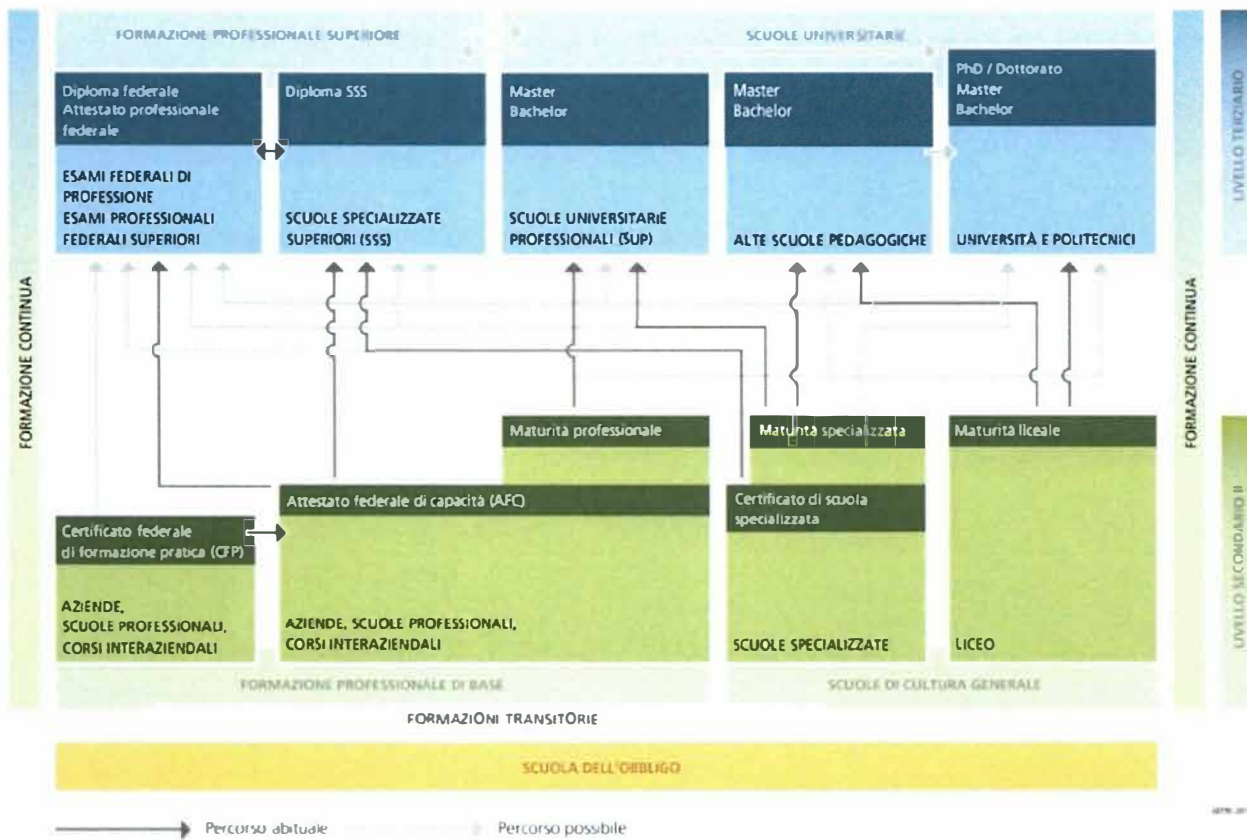 FORMAZIONE PROFESSIONALE SUPERIORE
SCUOLE UNIVERSITARIE
Diploma federale
Attestato professionale
federale
Diploma SSS
Master
Bachelor
Master
Bachelor
PhD / Dottorato
Master
Bachelor
ESAMI FEDERALI DI
PROFESSIONE
ESAMI PROFESSIONALI
FEDERALI SUPERIORI
SCUOLE SPECIALIZZATE
SUPERIORI (SSS)
SCUOLE UNIVERSITARIE
PROFESSIONALI (SUP)
ALTE SCUOLE PEDAGOGICHE
UNIVERSITÀ E POLITECNICI
FORMAZIONE CONTINUA
FORMAZIONE CONTINUA
LIVELLO TERZIARIO
LIVELLO SECONDARIO II
Maturità professionale
Maturità specializzata
Maturità liceale
Attestato federale di capacità (AFC)
Certificato di scuola
specializzata
Certificato federale
di formazione pratica (CFP)
AZIENDE,
SCUOLE PROFESSIONALI,
CORSI INTERAZIENDALI
AZIENDE, SCUOLE PROFESSIONALI,
CORSI INTERAZIENDALI
SCUOLE SPECIALIZZATE
LICEO
FORMAZIONE PROFESSIONALE DI BASE
SCUOLE DI CULTURA GENERALE
FORMAZIONI TRANSITORIE
SCUOLA DELL'OBBLIGO
Percorso abituale
Percorso possibile